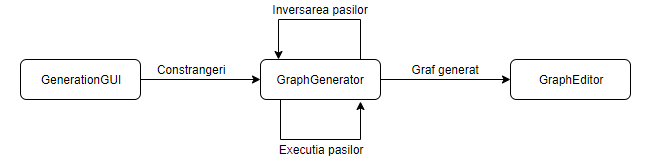 Inversarea pasilor
GenerationGUI
Constrangeri
GraphGenerator
Graf generat
GraphEditor
Executia pasilor